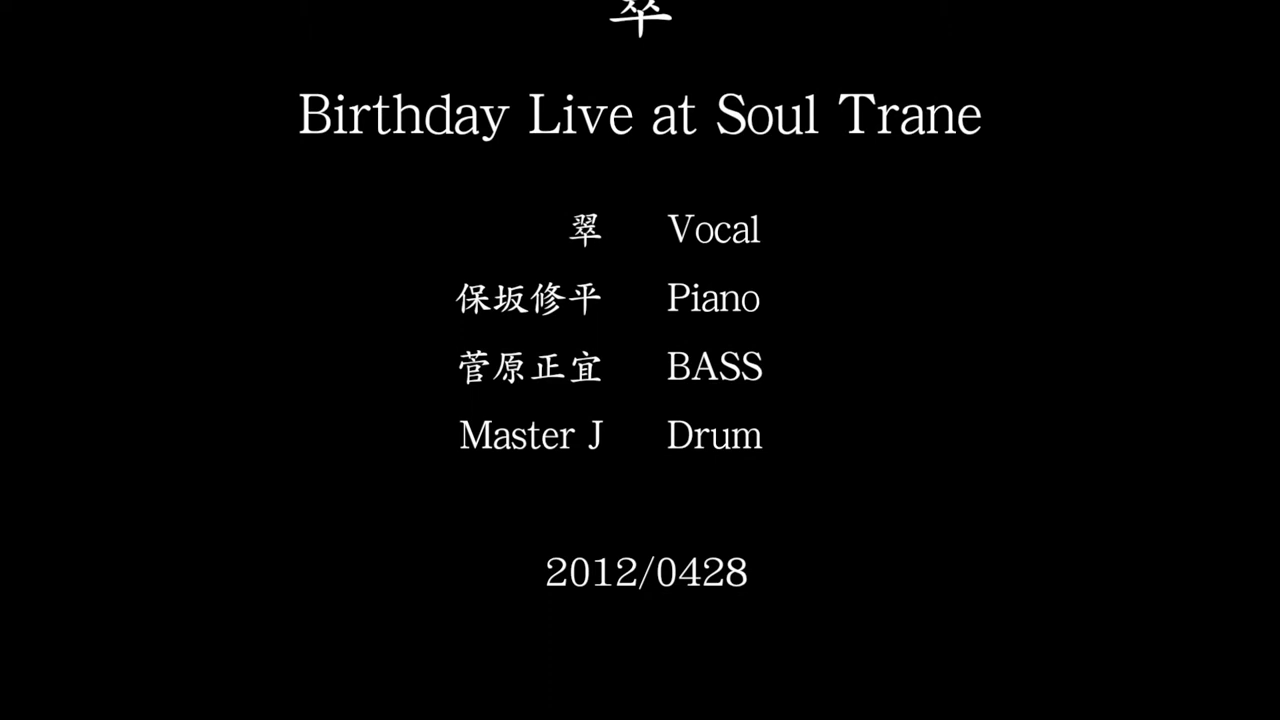 翠
Birthday Live at Soul Trane
翠 Vocal
保坂修平 Piano
菅原正宜 BASS
Master J Drum
2012/0428